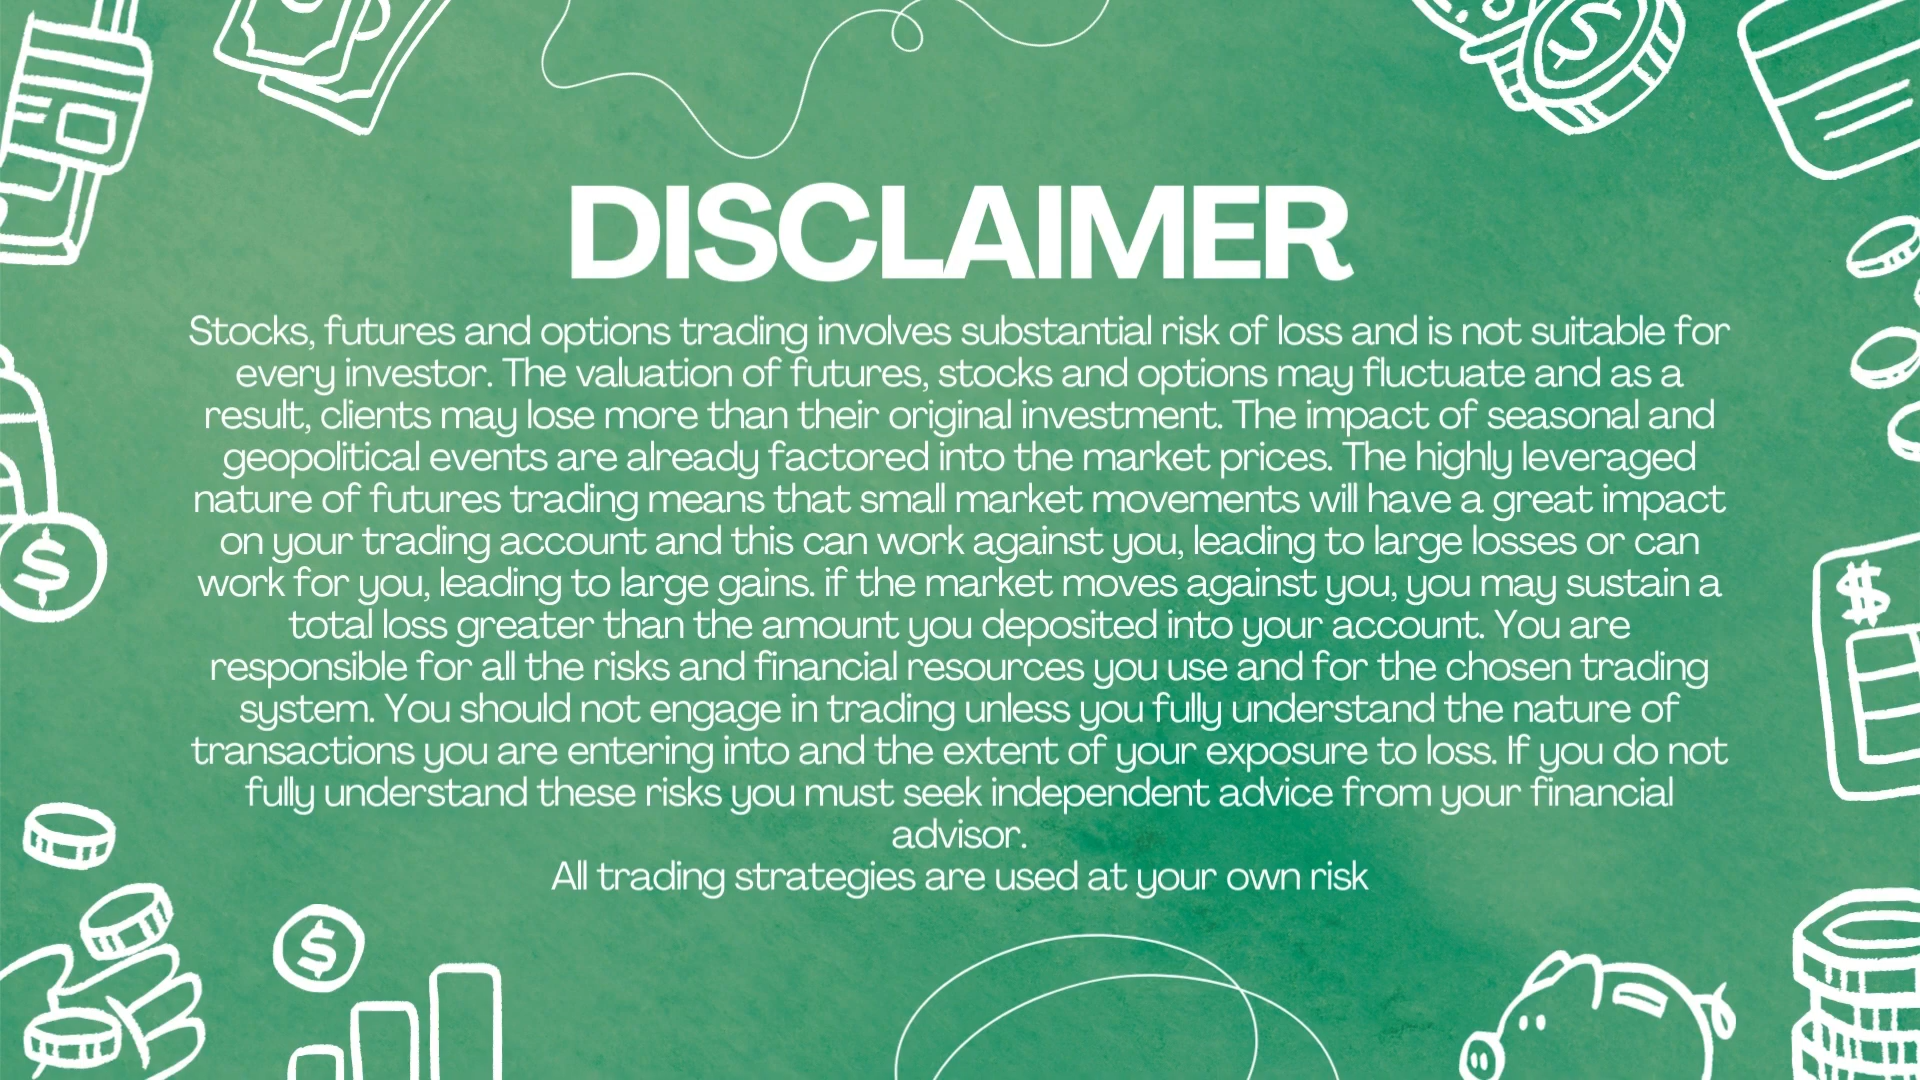 DISCLAIMER
Stocks, futures and options trading involves substantial risk of loss and is not suitable for
every investor. The valuation of futures, stocks and options may fluctuate and as a
result, clients may lose more than their original investment. The impact of seasonal and
geopolitical events are already factored into the market prices. The highly leveraged
nature of futures trading means that small market movements will have a great impact
on your trading account and this can work against you, leading to large losses or can
work for you, leading to large gains. if the market moves against you, you may sustain a
total loss greater than the amount you deposited into your account. You are
responsible for all the risks and financial resources you use and for the chosen trading
system. You should not engage in trading unless you fully understand the nature of
transactions you are entering into and the extent of your exposure to loss. If you do not
fully understand these risks you must seek independent advice from your financial
advisor.
All trading strategies are used at your own risk